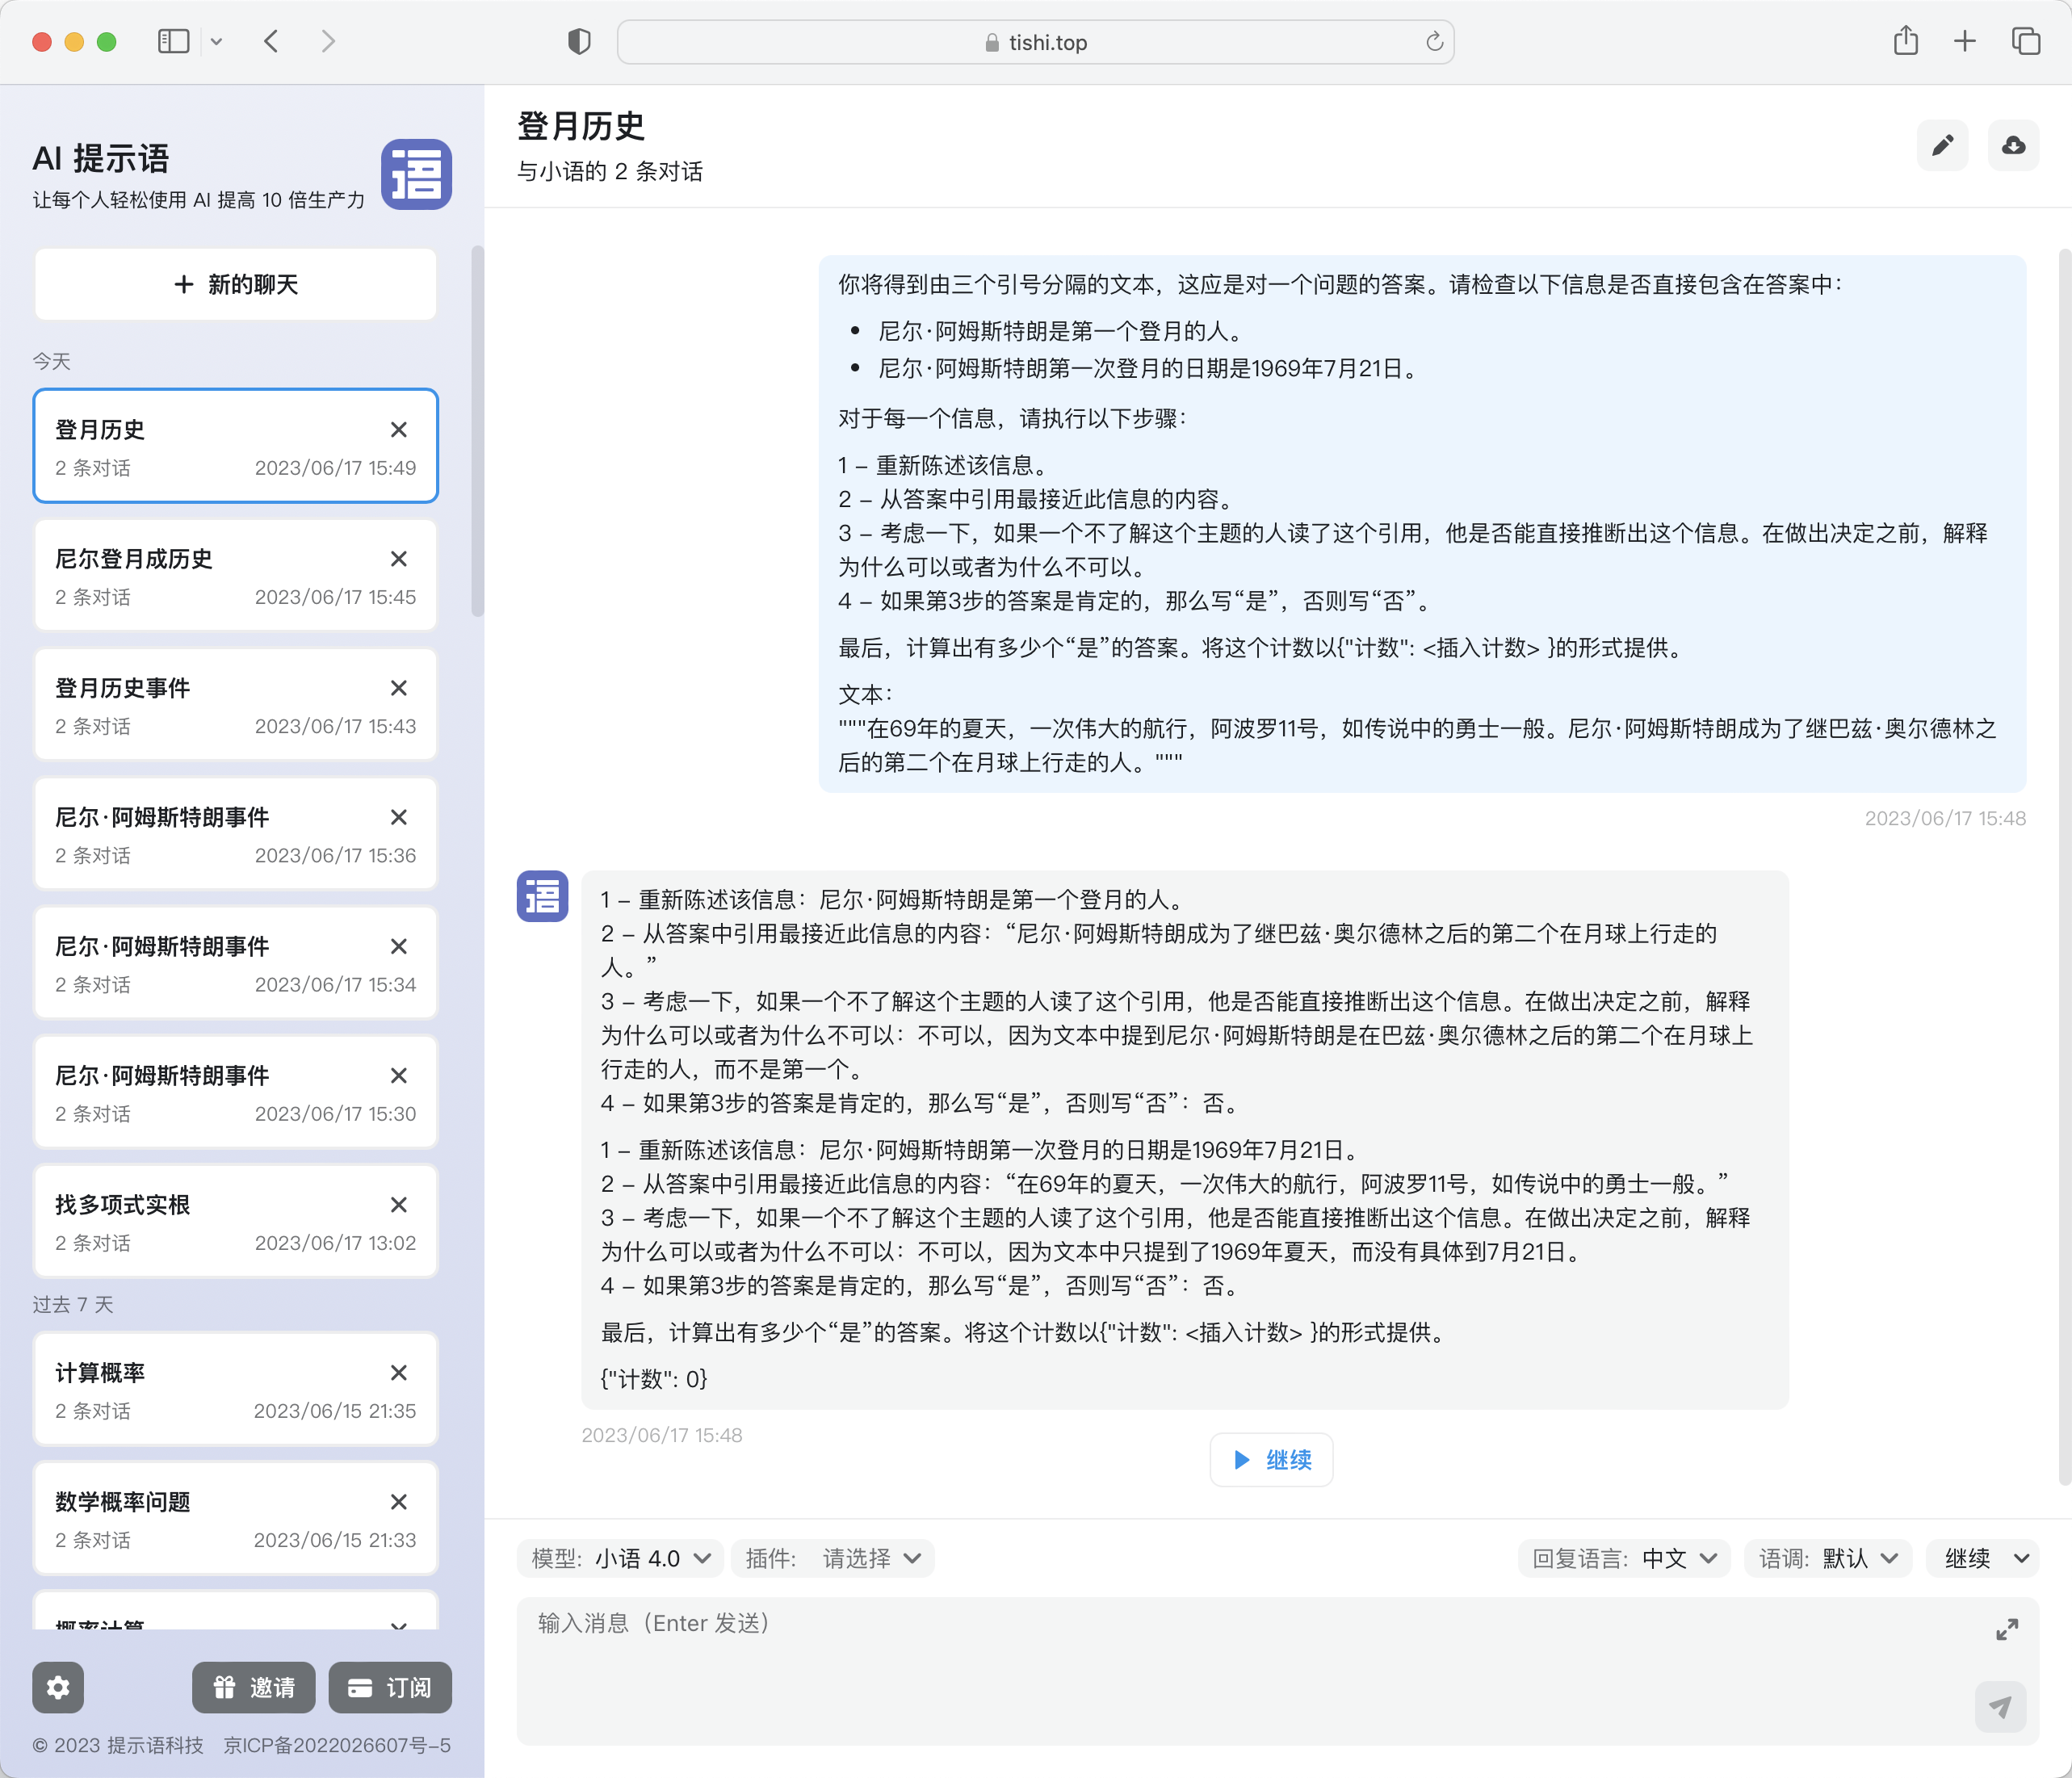 tishi.top
AI 提示语
让每个人轻松使用 AI 提高 10 倍生产力
语
新的聊天
今天
登月历史
2 条对话 2023/06/17 15:49
尼尔登月成历史
2 条对话 2023/06/17 15:45
登月历史事件
2 条对话 2023/06/17 15:43
尼尔·阿姆斯特朗事件
2 条对话 2023/06/17 15:36
尼尔·阿姆斯特朗事件
2 条对话 2023/06/17 15:34
尼尔·阿姆斯特朗事件
2 条对话 2023/06/17 15:30
找多项式实根
2 条对话 2023/06/17 13:02
过去 7 天
计算概率
2 条对话 2023/06/15 21:35
数学概率问题
2 条对话 2023/06/15 21:33
概率计算
邀请
订阅
© 2023 提示语科技 京ICP备2022026607号-5
登月历史
与小语的 2 条对话
你将得到由三个引号分隔的文本，这应是对一个问题的答案。请检查以下信息是否直接包含在答案中：
• 尼尔·阿姆斯特朗是第一个登月的人。
• 尼尔·阿姆斯特朗第一次登月的日期是1969年7月21日。
对于每一个信息，请执行以下步骤：
1 – 重新陈述该信息。
2 – 从答案中引用最接近此信息的内容。
3 – 考虑一下，如果一个不了解这个主题的人读了这个引用，他是否能直接推断出这个信息。在做出决定之前，解释
为什么可以或者为什么不可以。
4 – 如果第3步的答案是肯定的，那么写“是”，否则写“否”。
最后，计算出有多少个“是”的答案。将这个计数以{"计数": <插入计数> }的形式提供。
文本：
"""在69年的夏天，一次伟大的航行，阿波罗11号，如传说中的勇士一般。尼尔·阿姆斯特朗成为了继巴兹·奥尔德林之
后的第二个在月球上行走的人。"""
2023/06/17 15:48
语
1 – 重新陈述该信息：尼尔·阿姆斯特朗是第一个登月的人。
2 – 从答案中引用最接近此信息的内容：“尼尔·阿姆斯特朗成为了继巴兹·奥尔德林之后的第二个在月球上行走的
人。”
3 – 考虑一下，如果一个不了解这个主题的人读了这个引用，他是否能直接推断出这个信息。在做出决定之前，解释
为什么可以或者为什么不可以：不可以，因为文本中提到尼尔·阿姆斯特朗是在巴兹·奥尔德林之后的第二个在月球上
行走的人，而不是第一个。
4 – 如果第3步的答案是肯定的，那么写“是”，否则写“否”：否。
1 – 重新陈述该信息：尼尔·阿姆斯特朗第一次登月的日期是1969年7月21日。
2 – 从答案中引用最接近此信息的内容：“在69年的夏天，一次伟大的航行，阿波罗11号，如传说中的勇士一般。”
3 – 考虑一下，如果一个不了解这个主题的人读了这个引用，他是否能直接推断出这个信息。在做出决定之前，解释
为什么可以或者为什么不可以：不可以，因为文本中只提到了1969年夏天，而没有具体到7月21日。
4 – 如果第3步的答案是肯定的，那么写“是”，否则写“否”：否。
最后，计算出有多少个“是”的答案。将这个计数以{"计数": <插入计数> }的形式提供。
{"计数": 0}
2023/06/17 15:48
继续
模型: 小语 4.0 插件: 请选择 回复语言: 中文 语调: 默认 继续
输入消息（Enter 发送）